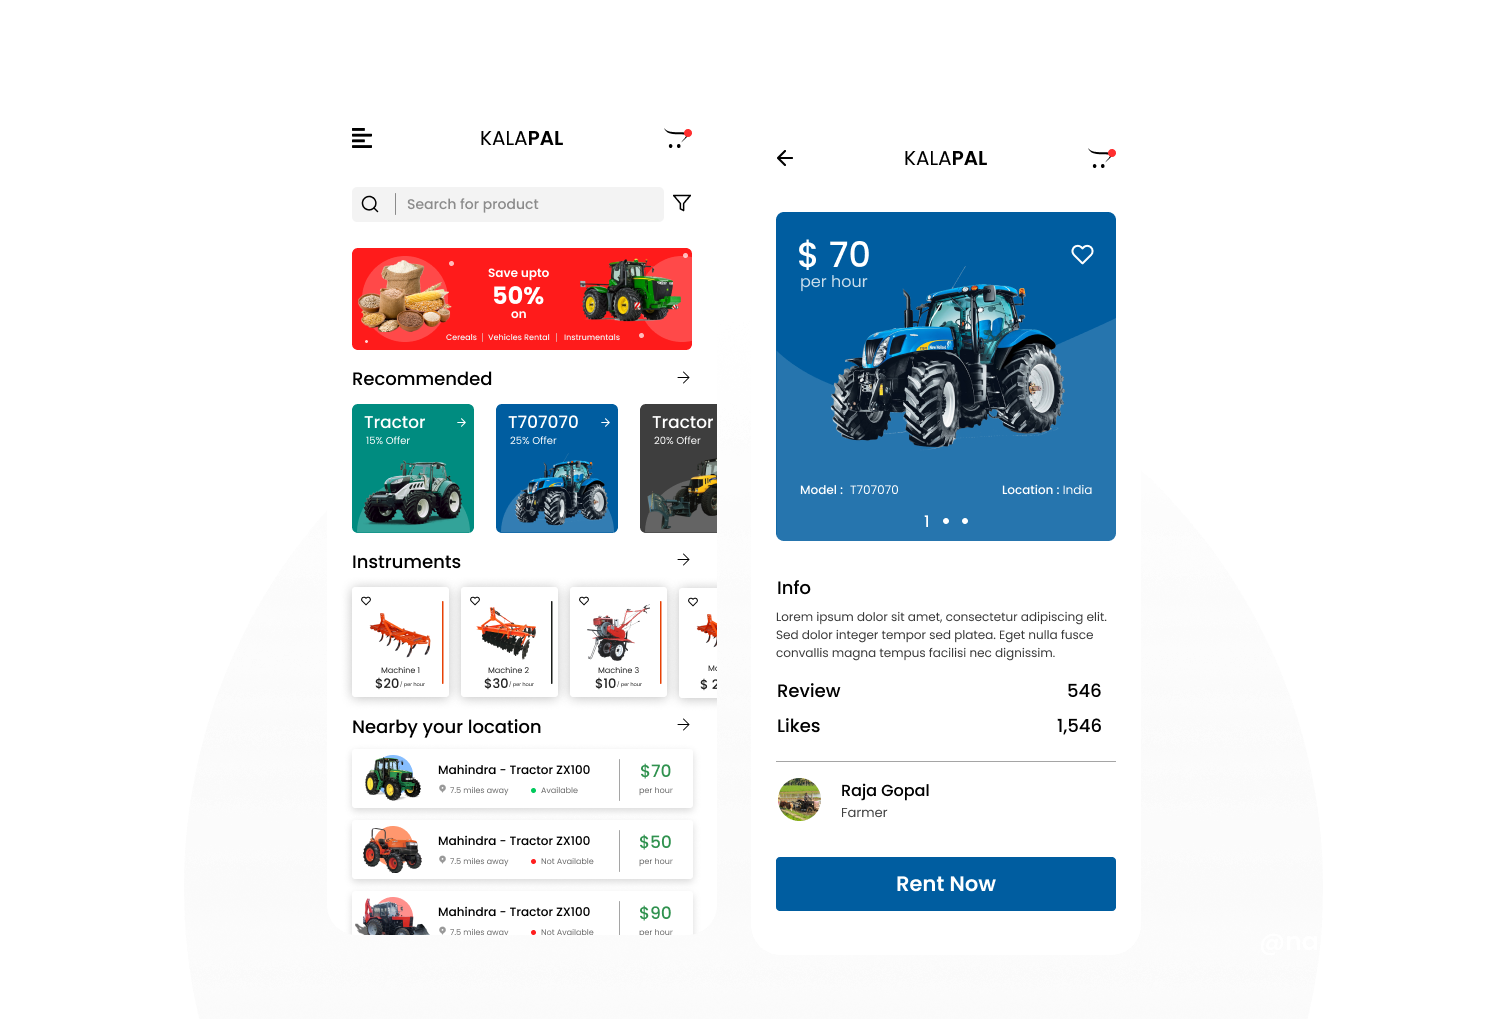 KALAPAL
Search for product
Save upto
50%
on
Cereals | Vehicles Rental | Instrumentals
Recommended
Tractor
15% Offer
T707070
25% Offer
Tractor
20% Offer
Instruments
Machine 1
$20 / per hour
Machine 2
$30 / per hour
Machine 3
$10 / per hour
Ma
$ 2
Nearby your location
Mahindra - Tractor ZX100
7.5 miles away
Available
$70
per hour
Mahindra - Tractor ZX100
7.5 miles away
Not Available
$50
per hour
Mahindra - Tractor ZX100
7.5 miles away
Not Available
$90
per hour
KALAPAL
$ 70
per hour
Model : T707070
Location : India
1
Info
Lorem ipsum dolor sit amet, consectetur adipiscing elit.
Sed dolor integer tempor sed platea. Eget nulla fusce
convallis magna tempus facilisi nec dignissim.
Review 546
Likes 1,546
Raja Gopal
Farmer
Rent Now
@na